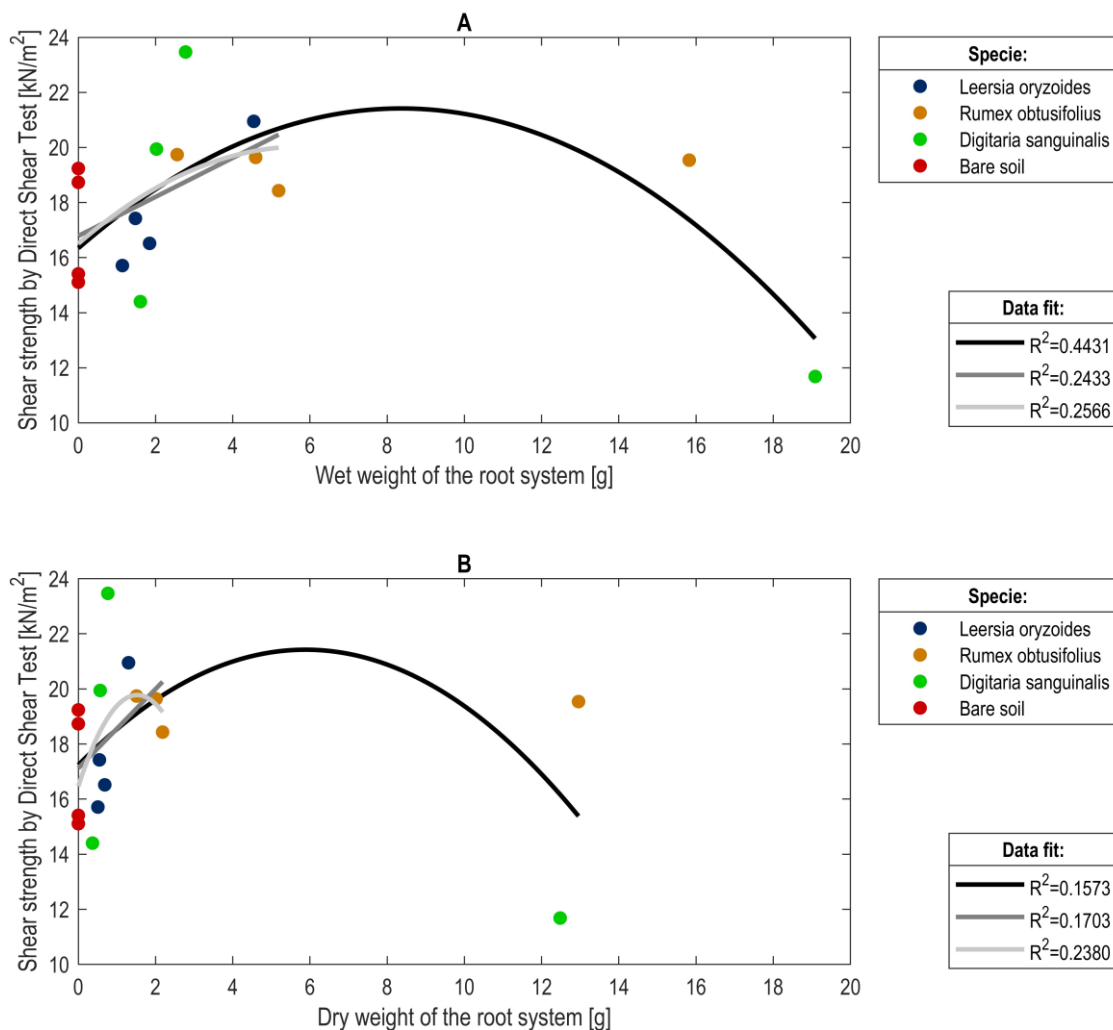 A
Shear strength by Direct Shear Test [kN/m²]
24
22
20
18
16
14
12
10
0 2 4 6 8 10 12 14 16 18 20
Wet weight of the root system [g]
Specie:
Leersia oryzoides
Rumex obtusifolius
Digitaria sanguinalis
Bare soil
Data fit:
R²=0.4431
R²=0.2433
R²=0.2566
B
Shear strength by Direct Shear Test [kN/m²]
24
22
20
18
16
14
12
10
0 2 4 6 8 10 12 14 16 18 20
Dry weight of the root system [g]
Specie:
Leersia oryzoides
Rumex obtusifolius
Digitaria sanguinalis
Bare soil
Data fit:
R²=0.1573
R²=0.1703
R²=0.2380